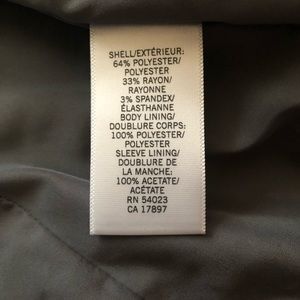 SHELL/EXTÉRIEUR:
64% POLYESTER/
POLYESTER
33% RAYON/
RAYONNE
3% SPANDEX/
ÉLASTHANNE
BODY LINING/
DOUBLURE CORPS:
100% POLYESTER/
POLYESTER
SLEEVE LINING/
DOUBLURE DE
LA MANCHE:
100% ACETATE/
ACÉTATE
RN 54023
CA 17897